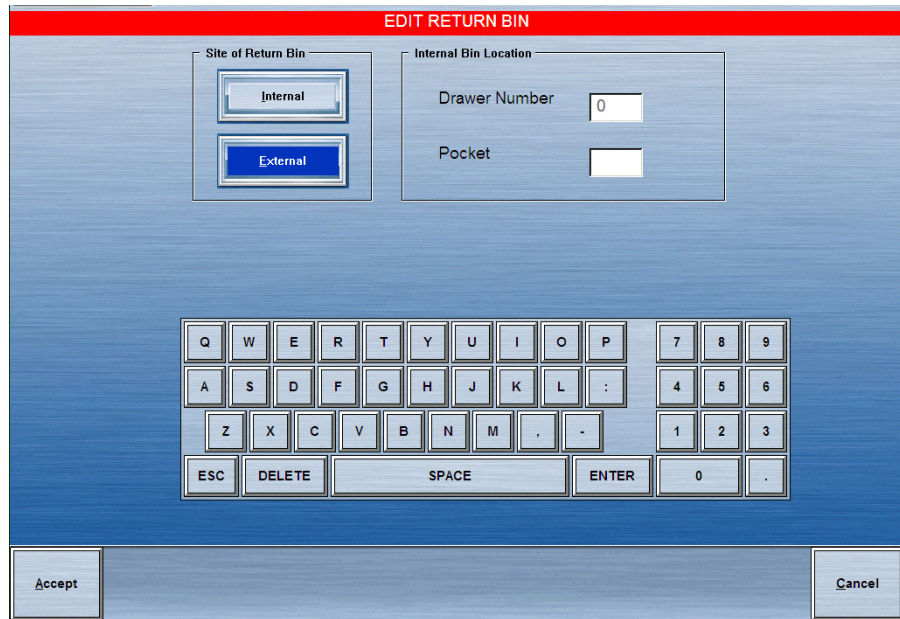 EDIT RETURN BIN
Site of Return Bin
Internal
External
Internal Bin Location
Drawer Number 0
Pocket
Q W E R T Y U I O P 7 8 9
A S D F G H J K L : 4 5 6
Z X C V B N M , - 1 2 3
ESC DELETE SPACE ENTER 0 .
Accept Cancel